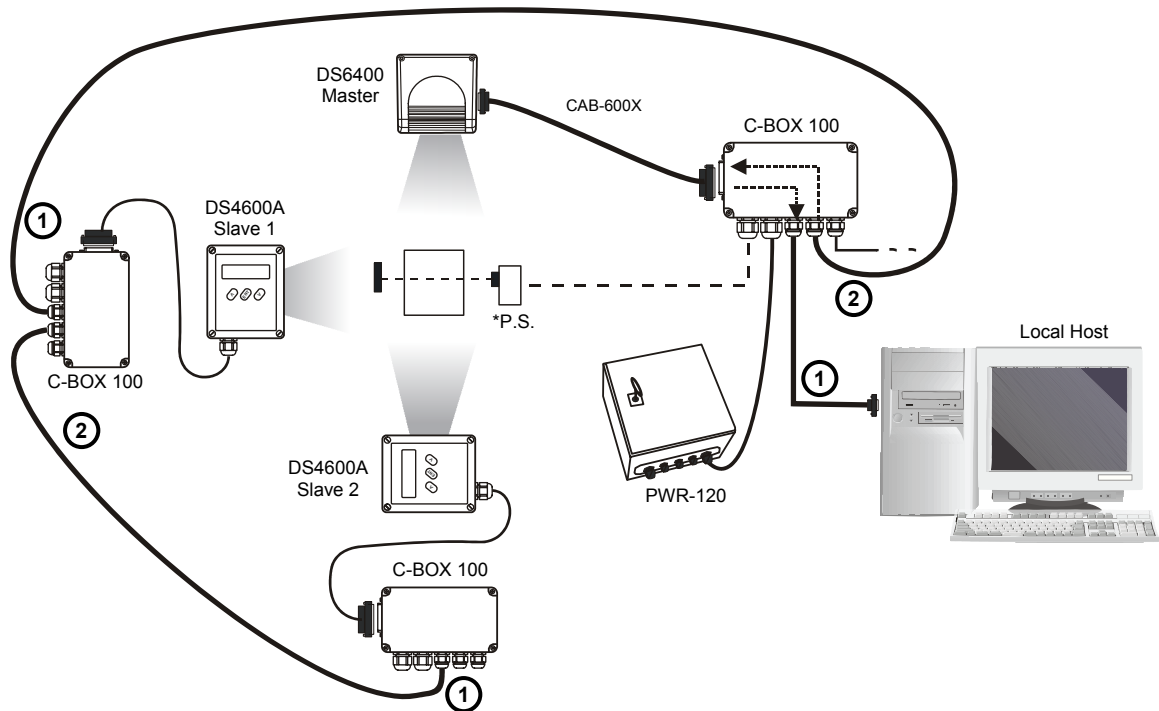 DS6400
Master
CAB-600X
C-BOX 100
1
DS4600A
Slave 1
2
*P.S.
Local Host
C-BOX 100
1
2
DS4600A
Slave 2
PWR-120
C-BOX 100
1